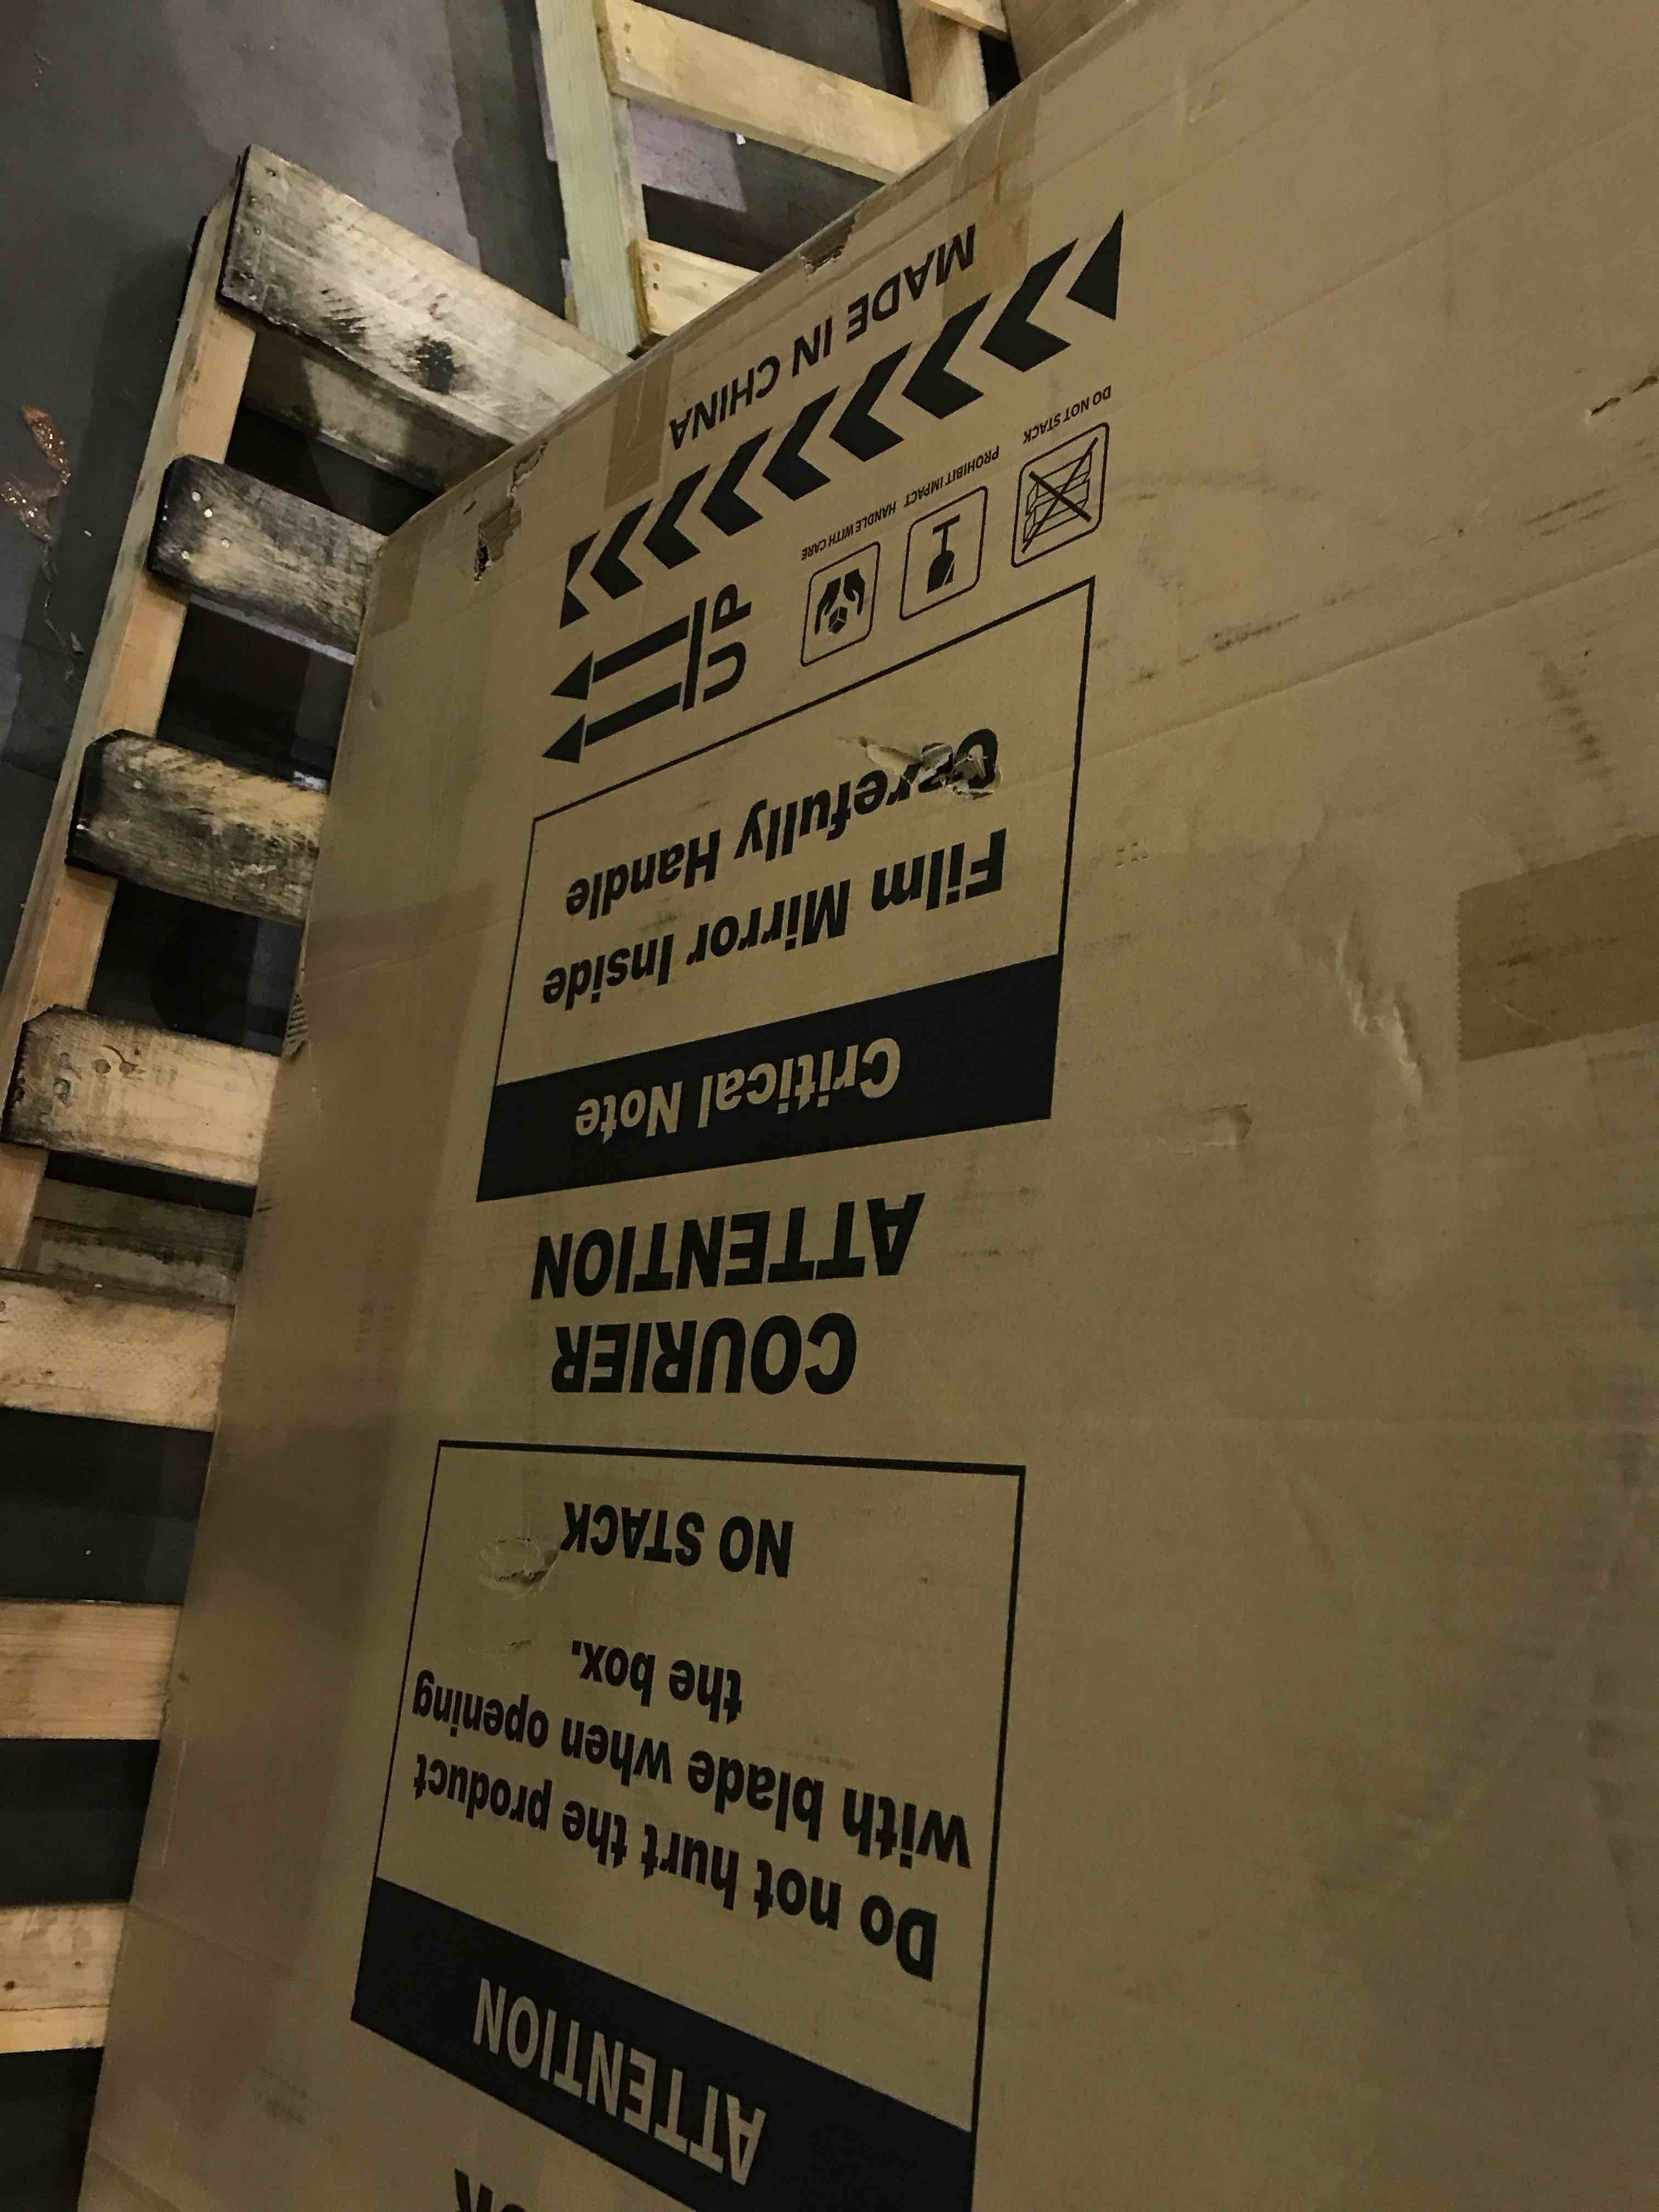 ATTENTION
Do not hurt the product
with blade when opening
the box.
NO STACK
COURIER
ATTENTION
Critical Note
Film Mirror Inside
Carefully Handle
UP
HANDLE WITH CARE
PROHIBIT IMPACT
DO NOT STACK
MADE IN CHINA